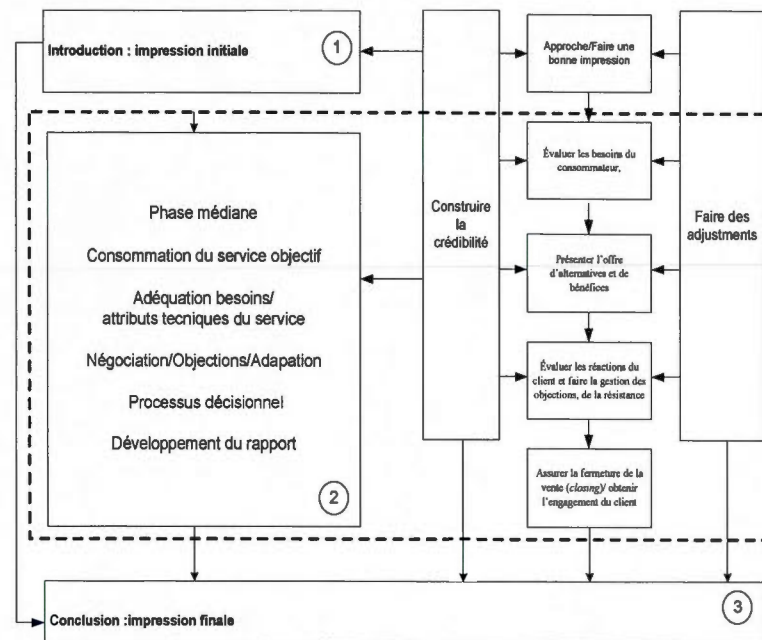 Introduction : impression initiale
1
Phase médiane
Consommation du service objectif
Adéquation besoins/
attributs tecniques du service
Négociation/Objections/Adapation
Processus décisionnel
Développement du rapport
2
Construire
la
crédibilité
Approche/Faire une
bonne impression
Évaluer les besoins du
consommateur,
Présenter l'offre
d'alternatives et de
bénéfices
Évaluer les réactions du
client et faire la gestion des
objections, de la résistance
Assurer la fermeture de la
vente (closing)/ obtenir
l'engagement du client
Faire des
adjustments
Conclusion :impression finale
3